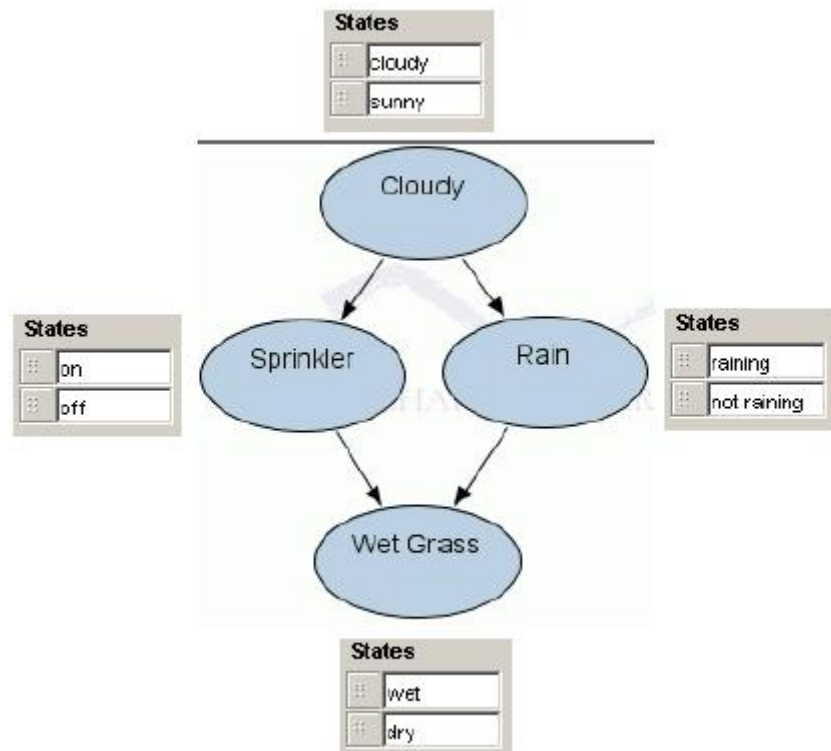 States
cloudy
sunny
Cloudy
States
on
off
Sprinkler
Rain
States
raining
not raining
Wet Grass
States
wet
dry